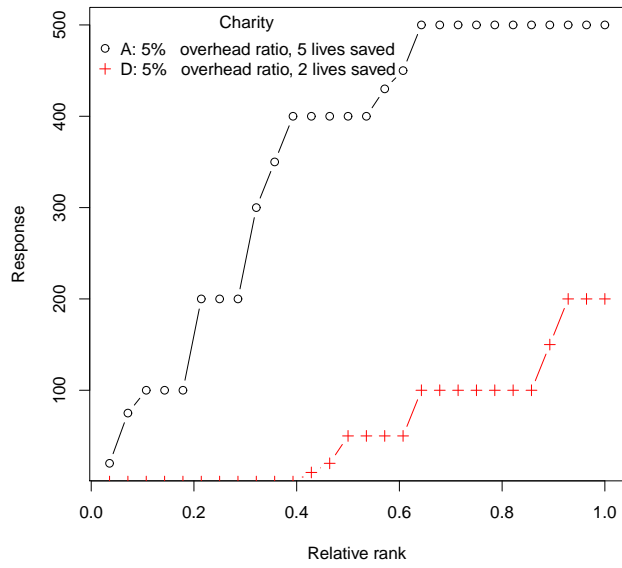 Charity
A: 5% overhead ratio, 5 lives saved
D: 5% overhead ratio, 2 lives saved
500
400
300
200
100
Response
0.0 0.2 0.4 0.6 0.8 1.0
Relative rank